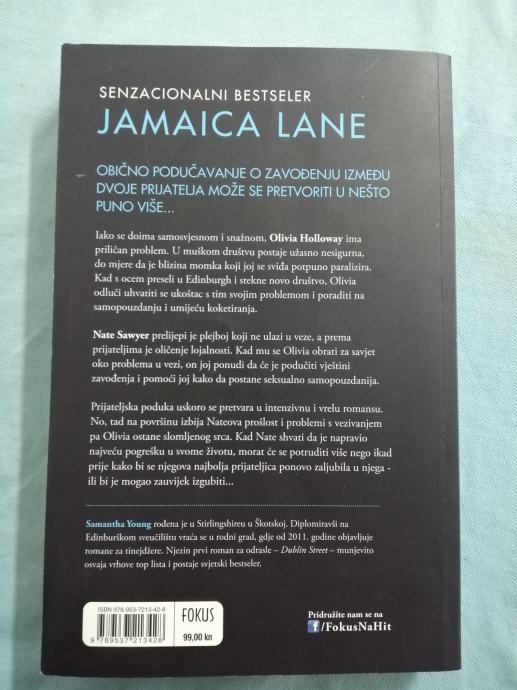 SENZACIONALNI BESTSELER
JAMAICA LANE
OBIČNO PODUČAVANJE O ZAVOĐENJU IZMEĐU
DVOJE PRIJATELJA MOŽE SE PRETVORITI U NEŠTO
PUNO VIŠE...
Iako se doima samosvjesnom i snažnom, Olivia Holloway ima
priličan problem. U muškom društvu postaje užasno nesigurna,
do mjere da je blizina momka koji joj se sviđa potpuno paralizira.
Kad s ocem preseli u Edinburgh i stekne novo društvo, Olivia
odluči uhvatiti se ukoštac s tim svojim problemom i poraditi na
samopouzdanju i umijeću koketiranja.
Nate Sawyer prelijepi je plejboj koji ne ulazi u veze, a prema
prijateljima je oličenje lojalnosti. Kad mu se Olivia obrati za savjet
oko problema u vezi, on joj ponudi da će je podučiti vještini
zavođenja i pomoći joj kako da postane seksualno samopouzdanija.
Prijateljska poduka uskoro se pretvara u intenzivnu i vrelu romansu.
No, tad na površinu izbija Nateova prošlost i problemi s vezivanjem
pa Olivia ostane slomljenog srca. Kad Nate shvati da je napravio
najveću pogrešku u svome životu, morat će se potruditi više nego ikad
prije kako bi se njegova najbolja prijateljica ponovo zaljubila u njega -
ili bi je mogao zauvijek izgubiti...
Samantha Young rođena je u Stirlingshireu u Škotskoj. Diplomiravši na
Edinburškom sveučilištu vraća se u rodni grad, gdje od 2011. godine objavljuje
romane za tinejdžere. Njezin prvi roman za odrasle – Dublin Street – munjevito
osvaja vrhove top lista i postaje svjetski bestseler.
ISBN 978-953-7213-42-8
9 789537 213428
FOKUS
99,00 kn
Pridružite nam se na
f/FokusNaHit